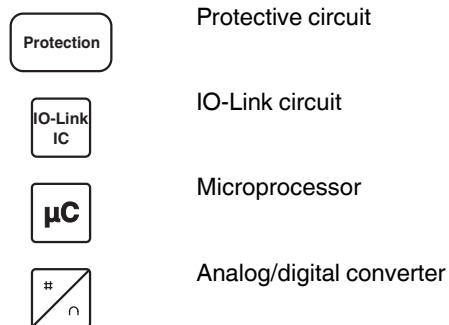 Protection
Protective circuit
IO-Link
IC
IO-Link circuit
µC
Microprocessor
#
∩
Analog/digital converter